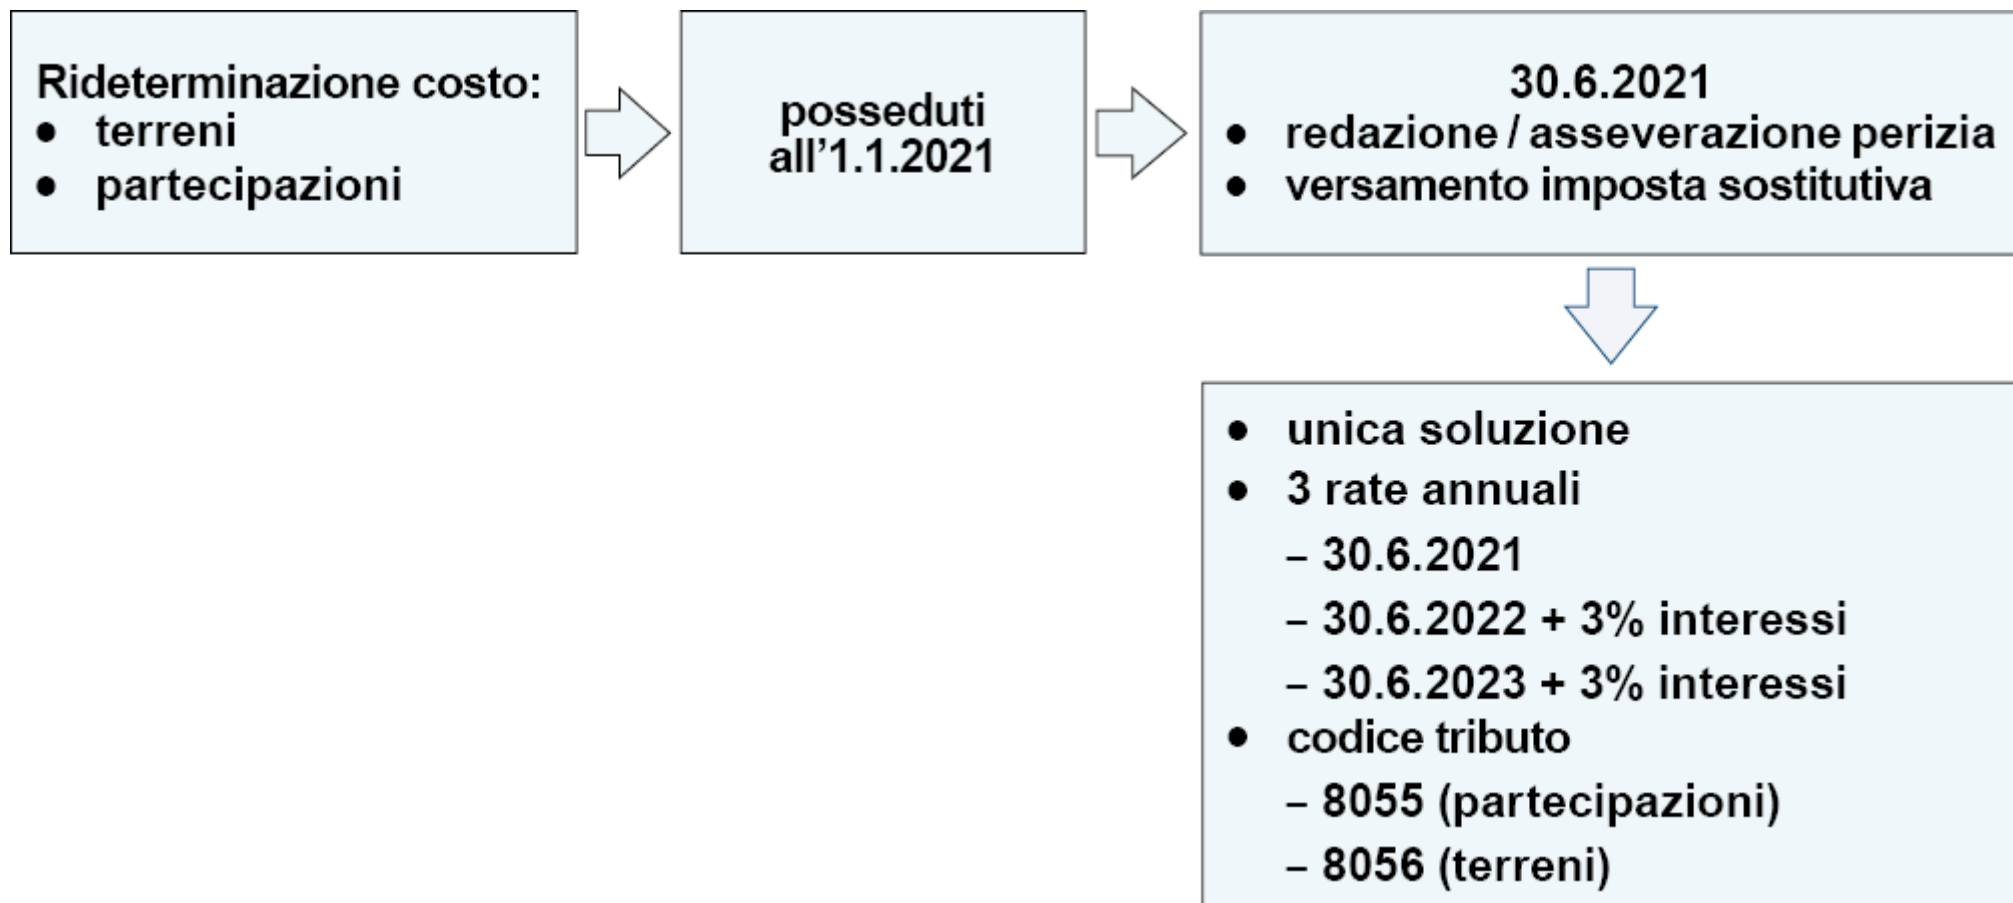 Rideterminazione costo:
● terreni
● partecipazioni
posseduti
all’1.1.2021
30.6.2021
● redazione / asseverazione perizia
● versamento imposta sostitutiva
● unica soluzione
● 3 rate annuali
– 30.6.2021
– 30.6.2022 + 3% interessi
– 30.6.2023 + 3% interessi
● codice tributo
– 8055 (partecipazioni)
– 8056 (terreni)